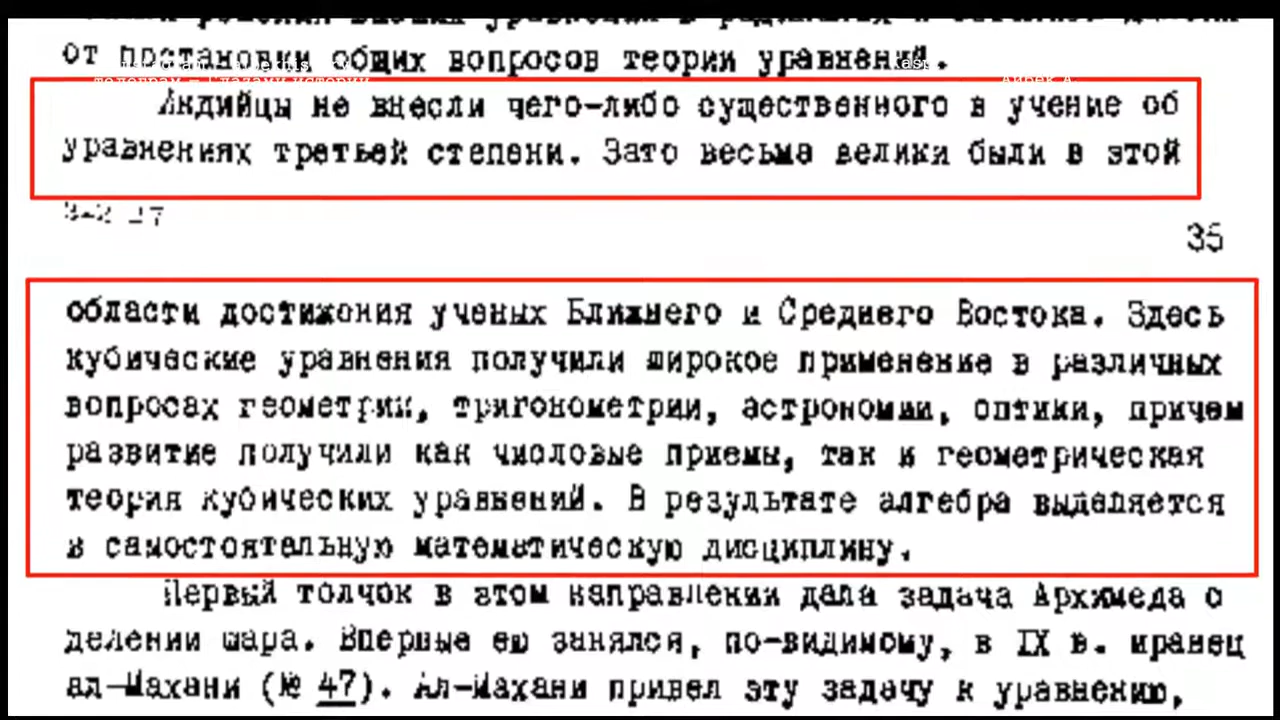 от постановки общих вопросов теории уравнений.
телеграм – Глазами истории
Индийцы не внесли чего-либо существенного в учение об
уравнениях третьей степени. Зато весьма велики были в этой
35
области достижения ученых Ближнего и Среднего Востока. Здесь
кубические уравнения получили широкое применение в различных
вопросах геометрии, тригонометрии, астрономии, оптики, причем
развитие получили как числовые приемы, так и геометрическая
теория кубических уравнений. В результате алгебра выделяется
в самостоятельную математическую дисциплину.
Первый толчок в этом направлении дала задача Архимеда о
делении шара. Впервые ею занялся, по-видимому, в IX в. иранец
ал-Махани (№ 47). Ал-Махани привел эту задачу к уравнению,